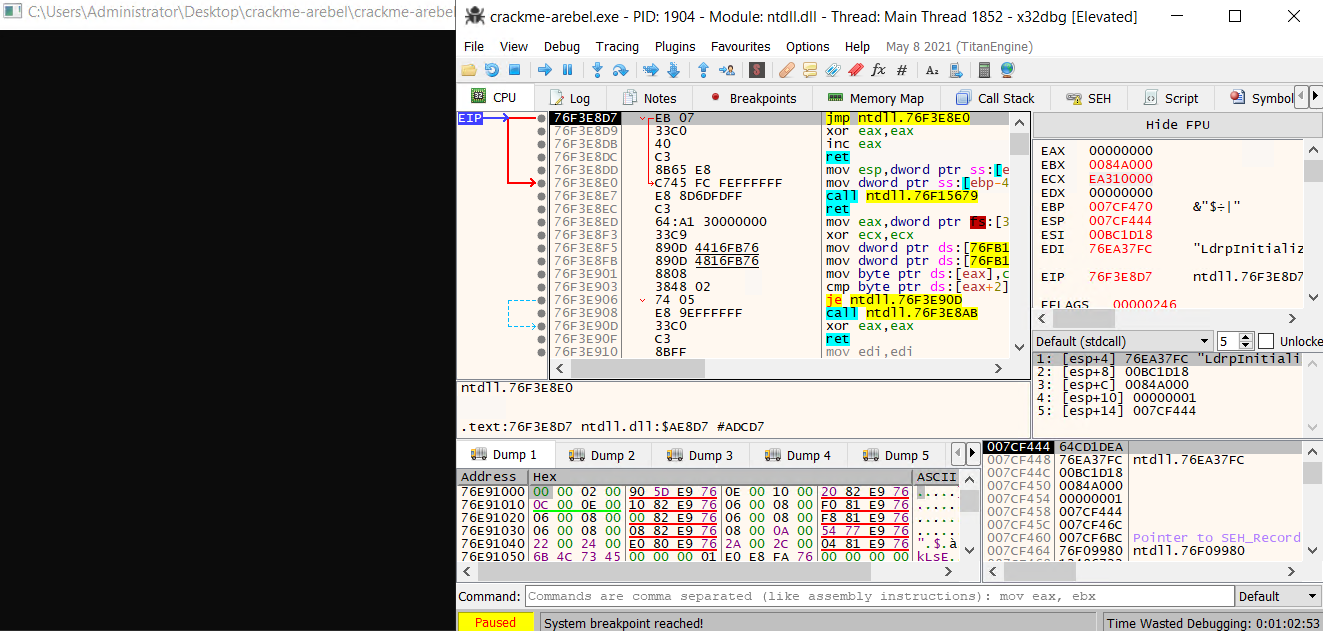 C:\Users\Administrator\Desktop\crackme-arebel\crackme-arebel
crackme-arebel.exe - PID: 1904 - Module: ntdll.dll - Thread: Main Thread 1852 - x32dbg [Elevated]
File View Debug Tracing Plugins Favourites Options Help May 8 2021 (TitanEngine)
CPU Log Notes Breakpoints Memory Map Call Stack SEH Script Symbol
EIP 76F3E8D7 EB 07 jmp ntdll.76F3E8E0
76F3E8D9 33C0 xor eax,eax
76F3E8DB 40 inc eax
76F3E8DC C3 ret
76F3E8DD 8B65 E8 mov esp,dword ptr ss:[e
76F3E8E0 C745 FC FEFFFFFF mov dword ptr ss:[ebp-4
76F3E8E7 E8 8D6DFDFF call ntdll.76F15679
76F3E8EC C3 ret
76F3E8ED 64:A1 30000000 mov eax,dword ptr fs:[3
76F3E8F3 33C9 xor ecx,ecx
76F3E8F5 890D 4416FB76 mov dword ptr ds:[76FB1
76F3E8FB 890D 4816FB76 mov dword ptr ds:[76FB1
76F3E901 8808 mov byte ptr ds:[eax],c
76F3E903 3848 02 cmp byte ptr ds:[eax+2]
76F3E906 74 05 je ntdll.76F3E90D
76F3E908 E8 9EFFFFFF call ntdll.76F3E8AB
76F3E90D 33C0 xor eax,eax
76F3E90F C3 ret
76F3E910 8BFF mov edi,edi
Hide FPU
EAX 00000000
EBX 0084A000
ECX EA310000
EDX 00000000
EBP 007CF470 &"$÷|"
ESP 007CF444
ESI 00BC1D18
EDI 76EA37FC "LdrpInitializ
EIP 76F3E8D7 ntdll.76F3E8D7
EFLAGS 00000246
Default (stdcall) 5 Unlocke
1: [esp+4] 76EA37FC "LdrpInitiali
2: [esp+8] 00BC1D18
3: [esp+C] 0084A000
4: [esp+10] 00000001
5: [esp+14] 007CF444
ntdll.76F3E8E0
.text:76F3E8D7 ntdll.dll:$AE8D7 #ADCD7
Dump 1 Dump 2 Dump 3 Dump 4 Dump 5
Address Hex ASCII
76E91000 00 00 02 00 90 5D E9 76 0E 00 10 00 20 82 E9 76 .....
76E91010 0C 00 0E 00 10 82 E9 76 06 00 08 00 F0 81 E9 76 .....
76E91020 06 00 08 00 00 82 E9 76 06 00 08 00 F8 81 E9 76 .....
76E91030 06 00 08 00 08 82 E9 76 08 00 0A 00 54 77 E9 76 .....
76E91040 22 00 24 00 E0 80 E9 76 2A 00 2C 00 04 81 E9 76 ".$.à
76E91050 6B 4C 73 45 00 00 00 01 E0 E8 FA 76 00 00 00 00 kLsE.
007CF444 64CD1DEA
007CF448 76EA37FC ntdll.76EA37FC
007CF44C 00BC1D18
007CF450 0084A000
007CF454 00000001
007CF458 007CF444
007CF45C 007CF46C
007CF460 007CF6BC Pointer to SEH_Record
007CF464 76F09980 ntdll.76F09980
Command: Commands are comma separated (like assembly instructions): mov eax, ebx Default
Paused System breakpoint reached! Time Wasted Debugging: 0:01:02:53